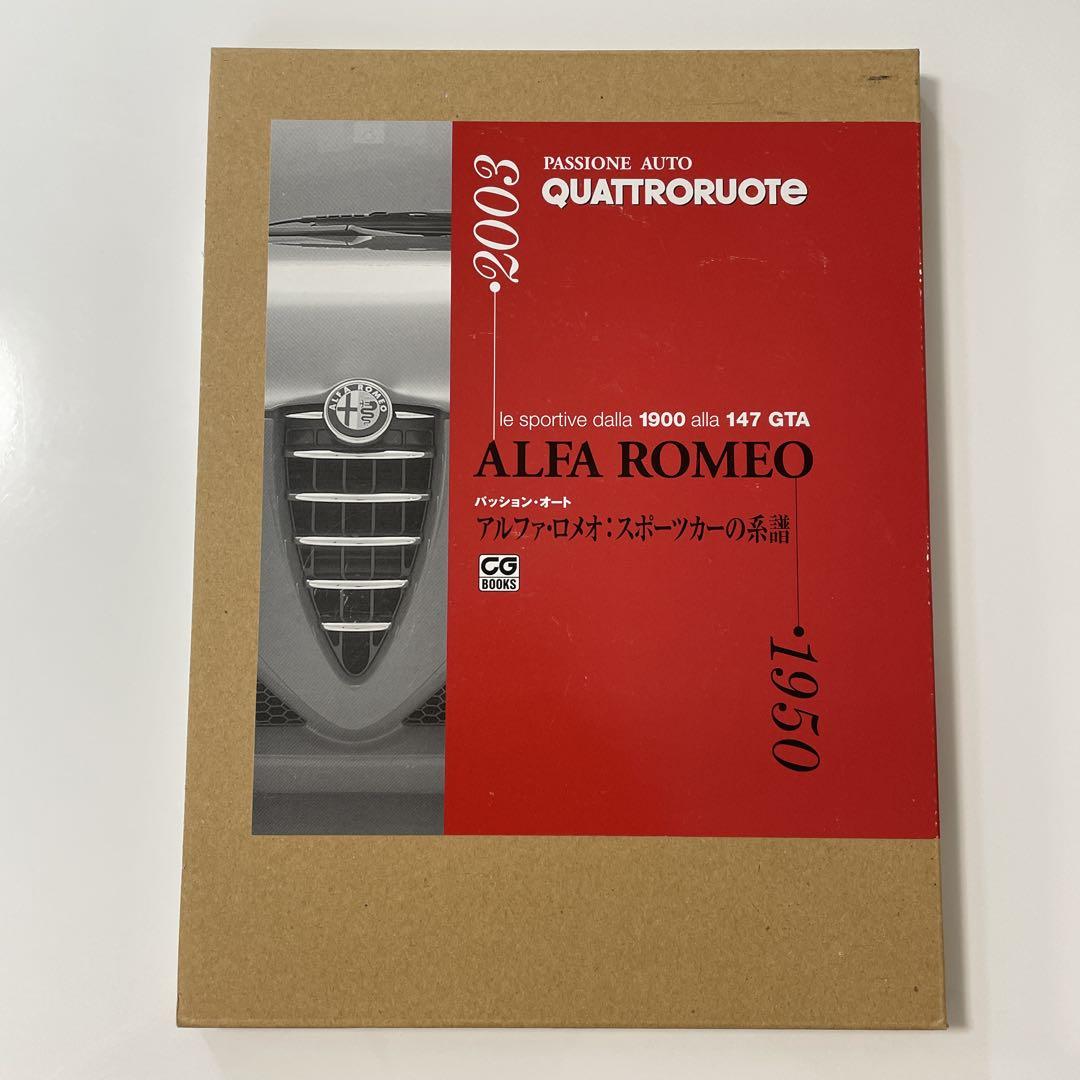 2003
PASSIONE AUTO
QUATTRORUOTe
ALFA ROMEO
le sportive dalla 1900 alla 147 GTA
ALFA ROMEO
パッション・オート
アルファ・ロメオ：スポーツカーの系譜
CG
BOOKS
1950